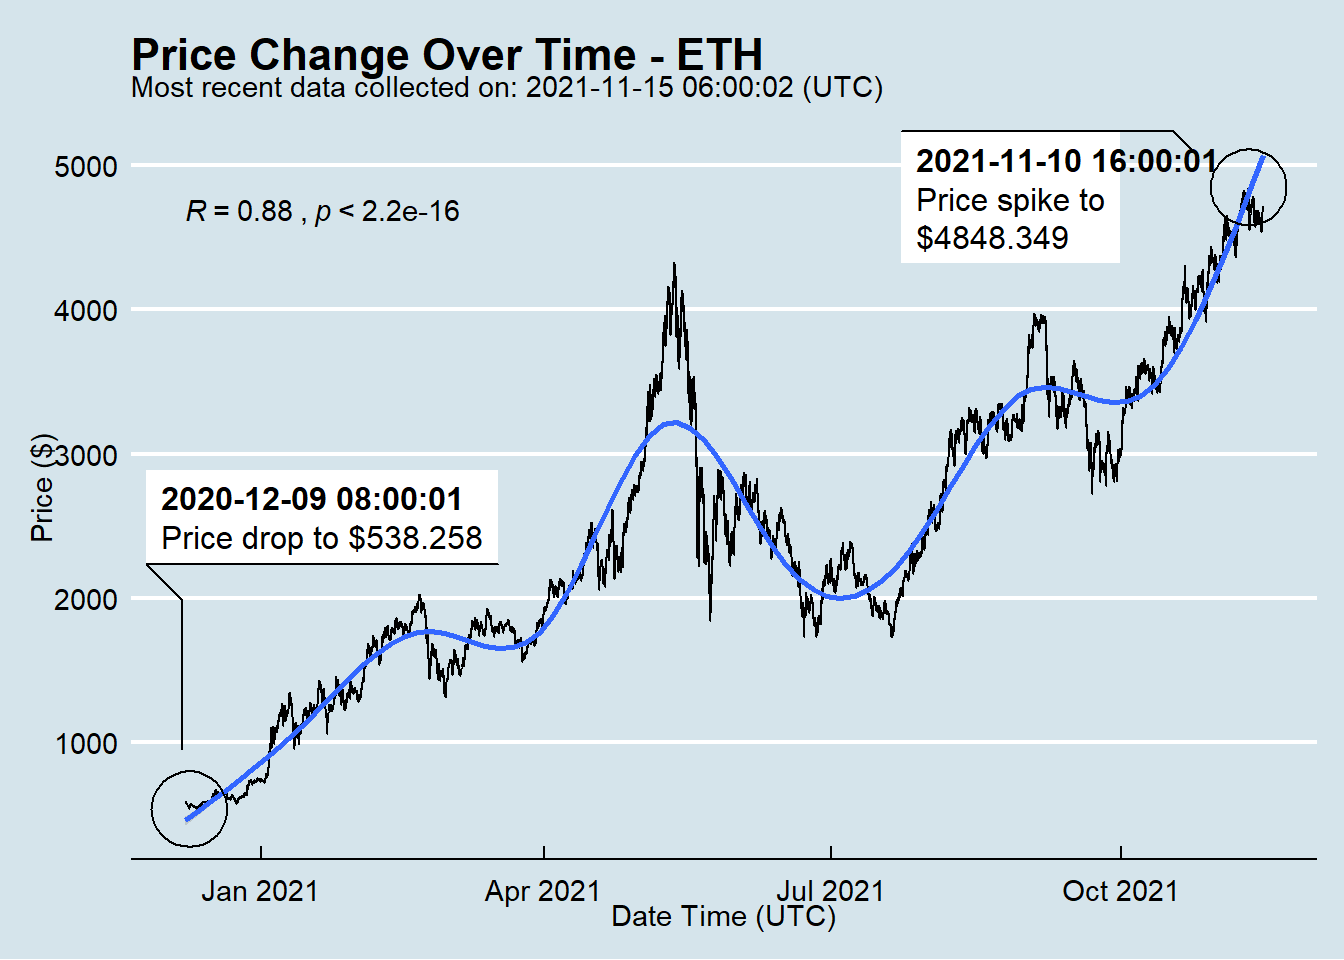 Price Change Over Time - ETH
Most recent data collected on: 2021-11-15 06:00:02 (UTC)
2021-11-10 16:00:01
Price spike to
$4848.349
R = 0.88 , p < 2.2e-16
2020-12-09 08:00:01
Price drop to $538.258
Price ($)
5000
4000
3000
2000
1000
Jan 2021 Apr 2021 Jul 2021 Oct 2021
Date Time (UTC)